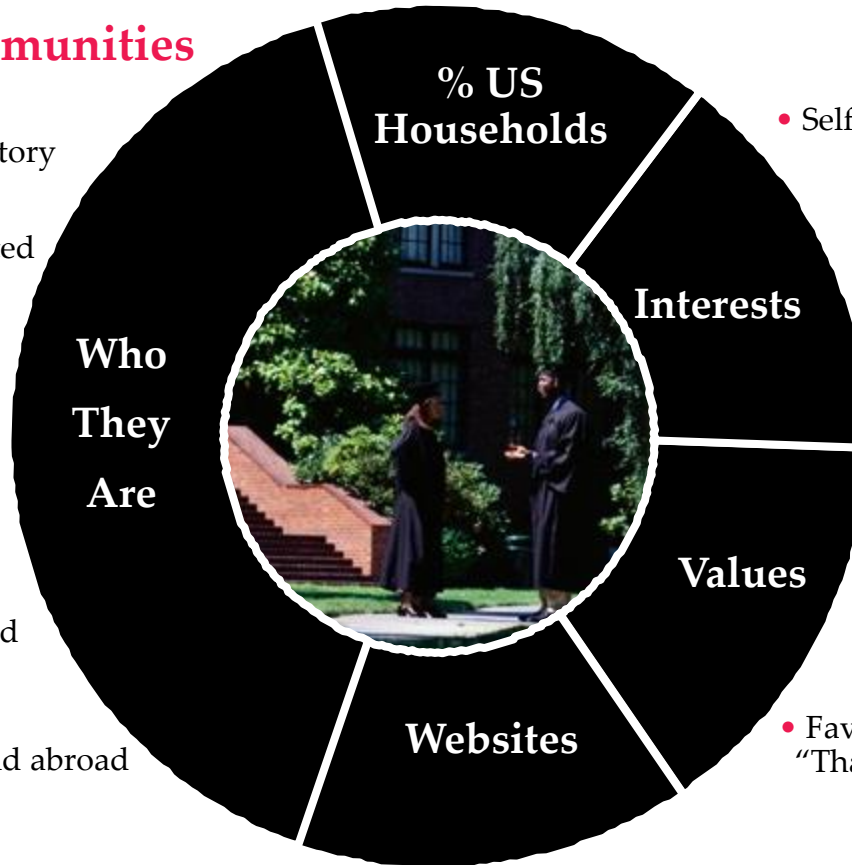 munities
% US
Households
• Self
tory
ed
Interests
Who
They
Are
Values
d
Websites
• Fav
“Tha
d abroad